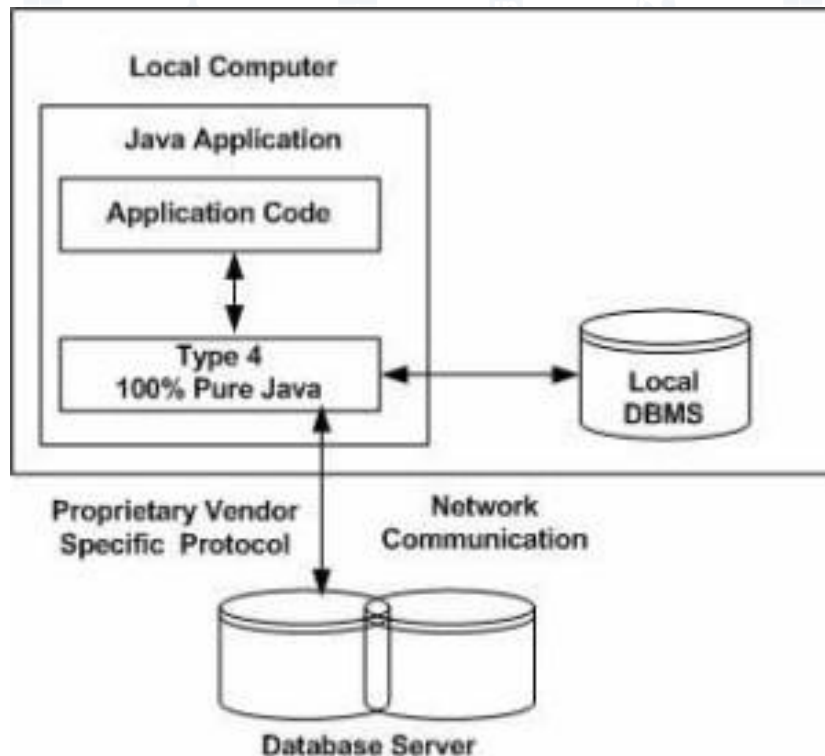 Local Computer
Java Application
Application Code
Type 4
100% Pure Java
Local
DBMS
Proprietary Vendor
Specific Protocol
Network
Communication
Database Server